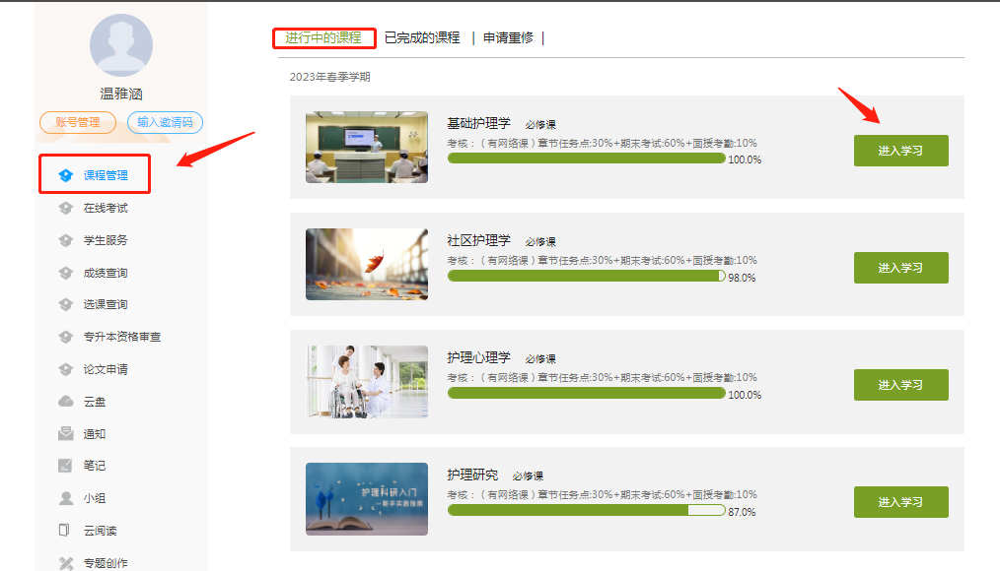 温雅涵
账号管理
输入邀请码
课程管理
在线考试
学生服务
成绩查询
选课查询
专升本资格审查
论文申请
云盘
通知
笔记
小组
云阅读
专题创作
进行中的课程 已完成的课程 | 申请重修 |
2023年春季学期
基础护理学 必修课
考核：（有网络课）章节任务点:30%+期末考试:60%+面授考勤:10%
100.0%
进入学习
社区护理学 必修课
考核：（有网络课）章节任务点:30%+期末考试:60%+面授考勤:10%
98.0%
进入学习
护理心理学 必修课
考核：（有网络课）章节任务点:30%+期末考试:60%+面授考勤:10%
100.0%
进入学习
护理科研入门
—新手实践指南
护理研究 必修课
考核：（有网络课）章节任务点:30%+期末考试:60%+面授考勤:10%
87.0%
进入学习